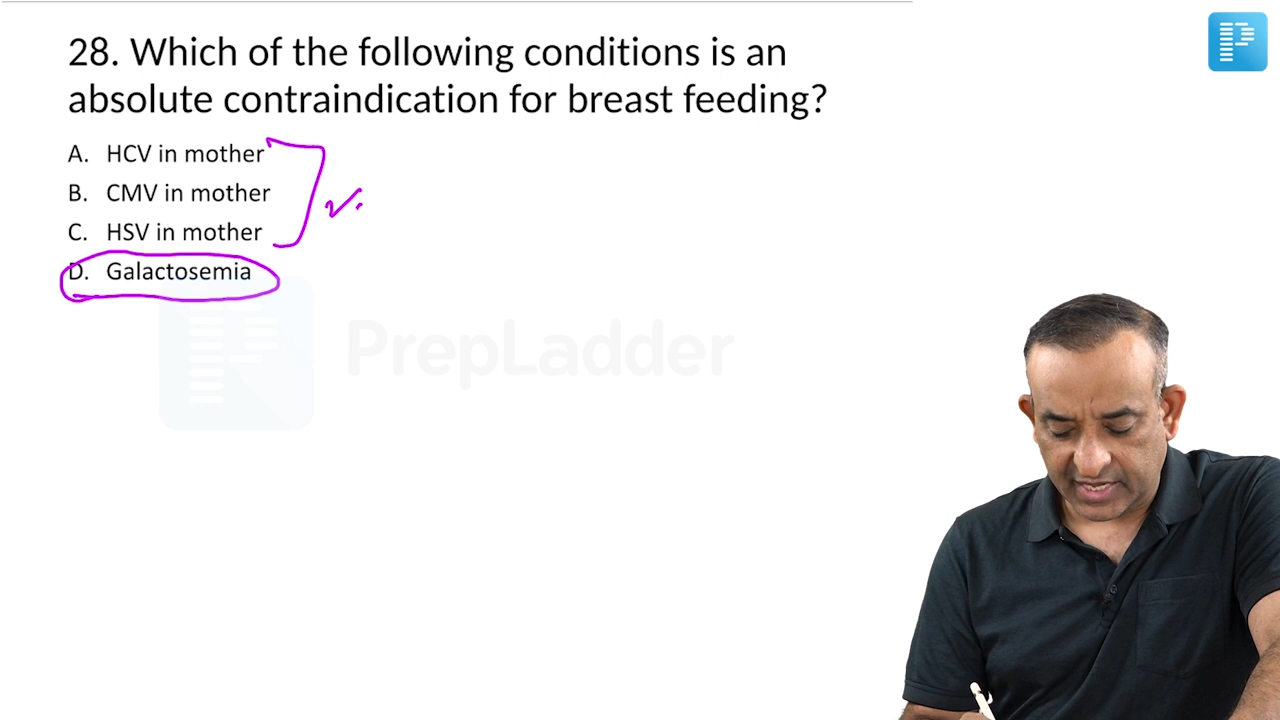 28. Which of the following conditions is an
absolute contraindication for breast feeding?
A. HCV in mother
B. CMV in mother
C. HSV in mother
D. Galactosemia
PrepLadder